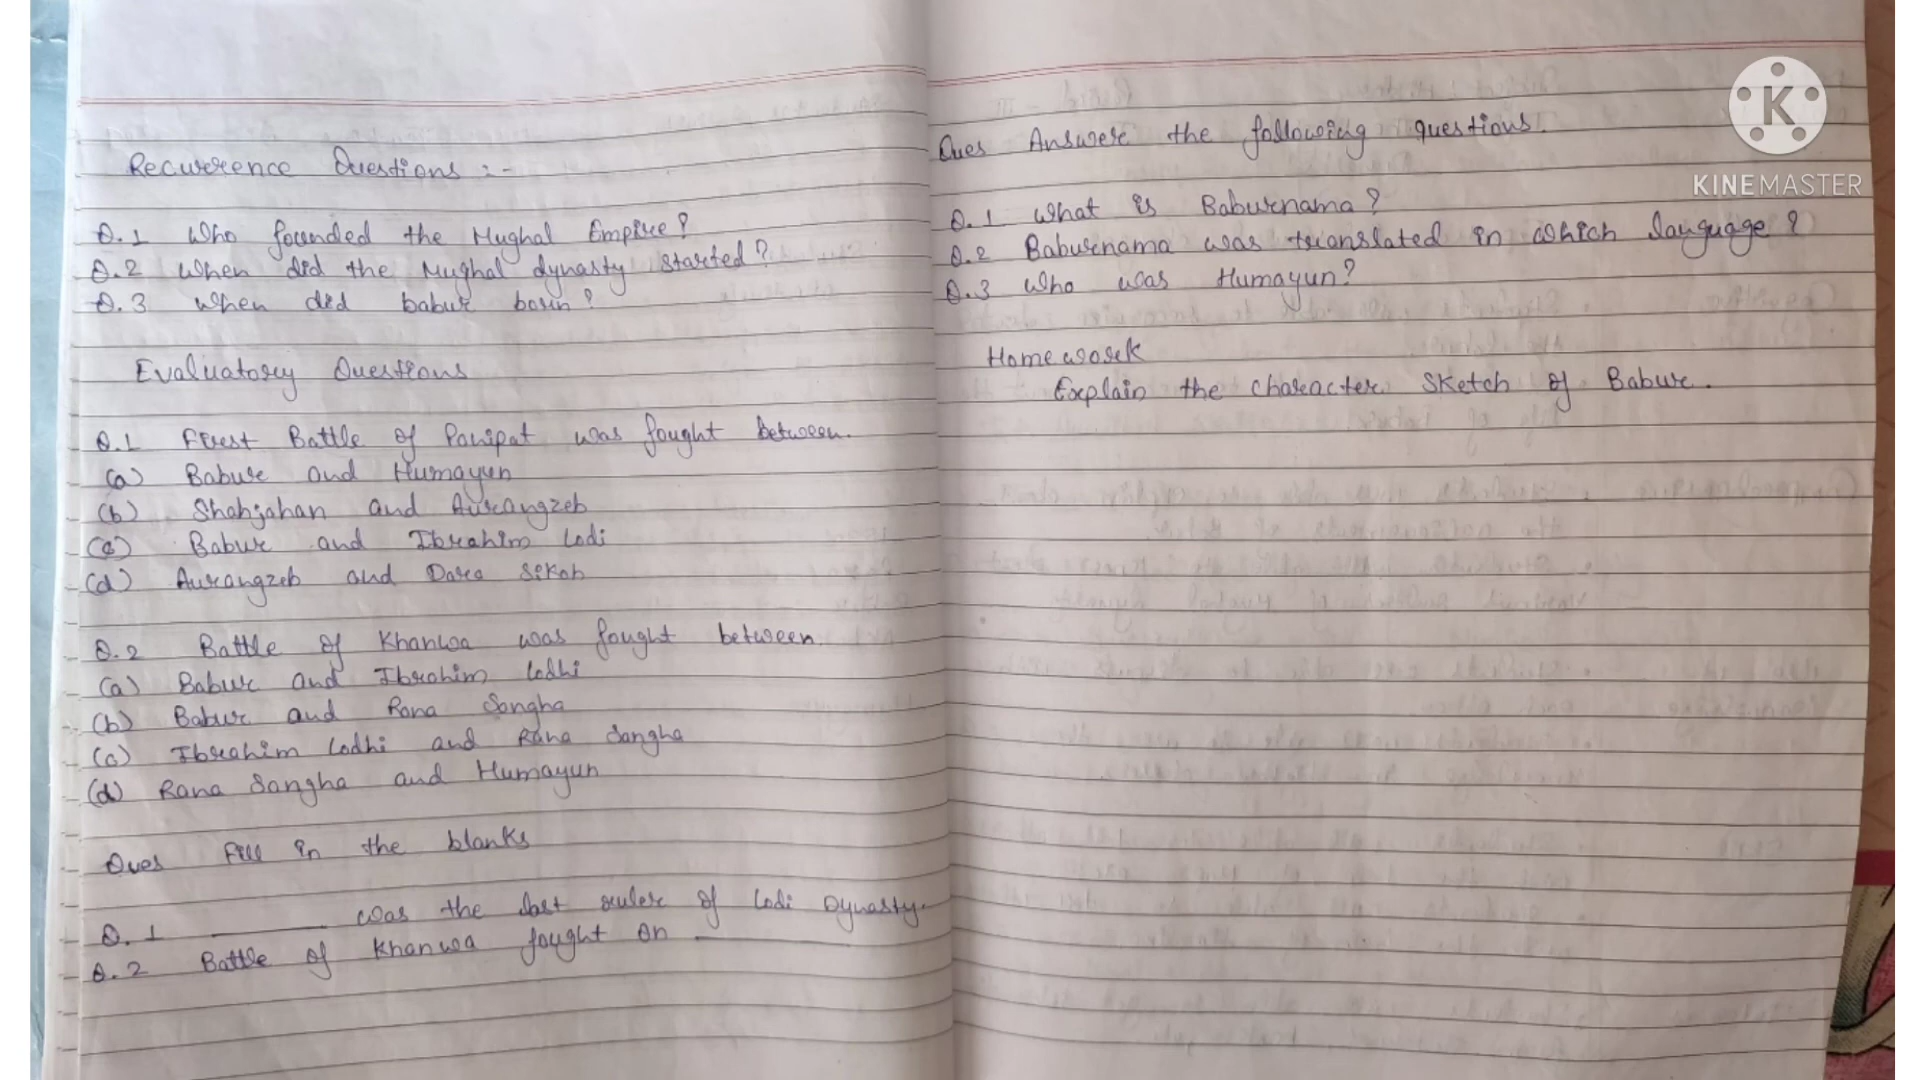 Recurrence Questions :-
Q.1 Who founded the Mughal Empire?
Q.2 When did the Mughal dynasty started?
Q.3 When did babur born?
Evaluatory Questions
Q.1 First Battle of Panipat was fought between.
(a) Babur and Humayun
(b) Shahjahan and Aurangzeb
(c) Babur and Ibrahim Lodi
(d) Aurangzeb and Dara Sikoh
Q.2 Battle of Khanwa was fought between.
(a) Babur and Ibrahim Lodhi
(b) Babur and Rana Sangha
(c) Ibrahim Lodhi and Rana Sangha
(d) Rana Sangha and Humayun
Ques Fill in the blanks
Q.1 ________ was the last ruler of Lodi Dynasty.
Q.2 Battle of Khanwa fought on ________
Ques Answer the following questions.
Q.1 What is Baburnama?
Q.2 Baburnama was translated in which language?
Q.3 Who was Humayun?
Homework
Explain the character sketch of Babur.
K
KINEMASTER